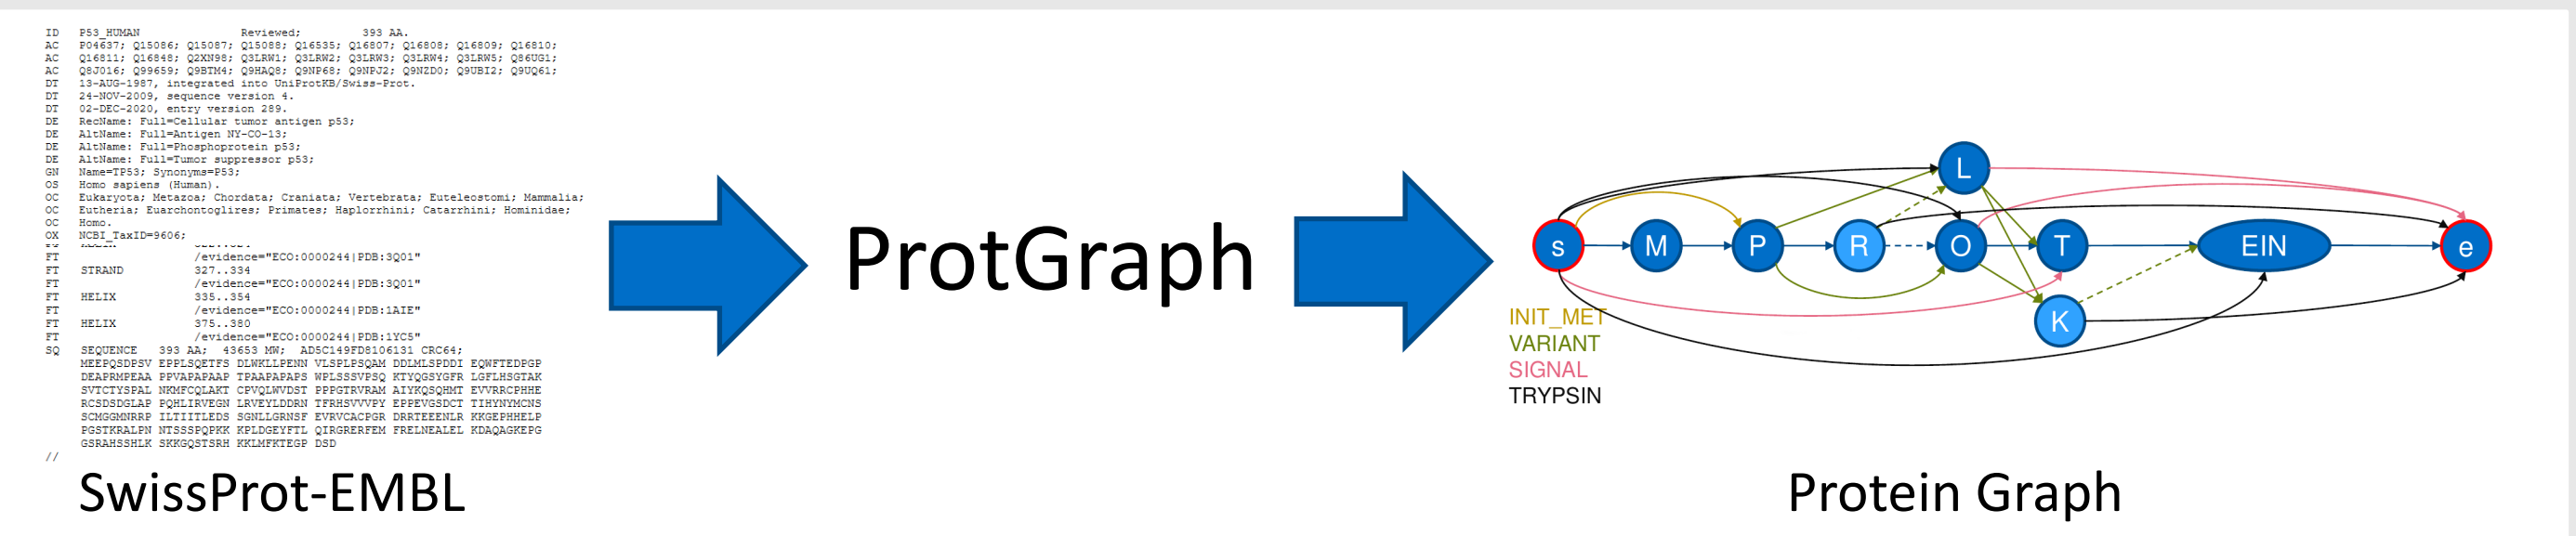 ID P53_HUMAN Reviewed; 393 AA.
AC P04637; Q15086; Q15087; Q15088; Q16535; Q16807; Q16808; Q16809; Q16810;
AC Q16811; Q16848; Q2XN98; Q3LRW1; Q3LRW2; Q3LRW3; Q3LRW4; Q3LRW5; Q86UG1;
AC Q8J016; Q99659; Q9BTM4; Q9HAQ8; Q9NP68; Q9NPJ2; Q9NZD0; Q9UBI2; Q9UQ61;
DT 13-AUG-1987, integrated into UniProtKB/Swiss-Prot.
DT 24-NOV-2009, sequence version 4.
DT 02-DEC-2020, entry version 289.
DE RecName: Full=Cellular tumor antigen p53;
DE AltName: Full=Antigen NY-CO-13;
DE AltName: Full=Phosphoprotein p53;
DE AltName: Full=Tumor suppressor p53;
GN Name=TP53; Synonyms=P53;
OS Homo sapiens (Human).
OC Eukaryota; Metazoa; Chordata; Craniata; Vertebrata; Euteleostomi; Mammalia;
OC Eutheria; Euarchontoglires; Primates; Haplorrhini; Catarrhini; Hominidae;
OC Homo.
OX NCBI_TaxID=9606;
FT /evidence="ECO:0000244|PDB:3Q01"
FT STRAND 327..334
FT /evidence="ECO:0000244|PDB:3Q01"
FT HELIX 335..354
FT /evidence="ECO:0000244|PDB:1AIE"
FT HELIX 375..380
FT /evidence="ECO:0000244|PDB:1YC5"
SQ SEQUENCE 393 AA; 43653 MW; AD5C149FD8106131 CRC64;
MEEPQSDPSV EPPLSQETFS DLWKLLPENN VLSPLPSQAM DDLMLSPDDI EQWFTEDPGP
DEAPRMPEAA PPVAPAPAAP TPAAPAPAPS WPLSSSVPSQ KTYQGSYGFR LGFLHSGTAK
SVTCTYSPAL NKMFCQLAKT CPVQLWVDST PPPGTRVRAM AIYKQSQHMT EVVRRCPHHE
RCSDSDGLAP PQHLIRVEGN LRVEYLDDRN TFRHSVVVPY EPPEVGSDCT TIHYNYMCNS
SCMGGMNRRP ILTIITLEDS SGNLLGRNSF EVRVCACPGR DRRTEEENLR KKGEPHHELP
PGSTKRALPN NTSSSPQPKK KPLDGEYFTL QIRGRERFEM FRELNEALEL KDAQAGKEPG
GSRAHSSHLK SKKGQSTSRH KKLMFKTEGP DSD
//
SwissProt-EMBL
ProtGraph
L
s M P R O T EIN e
K
INIT_MET
VARIANT
SIGNAL
TRYPSIN
Protein Graph